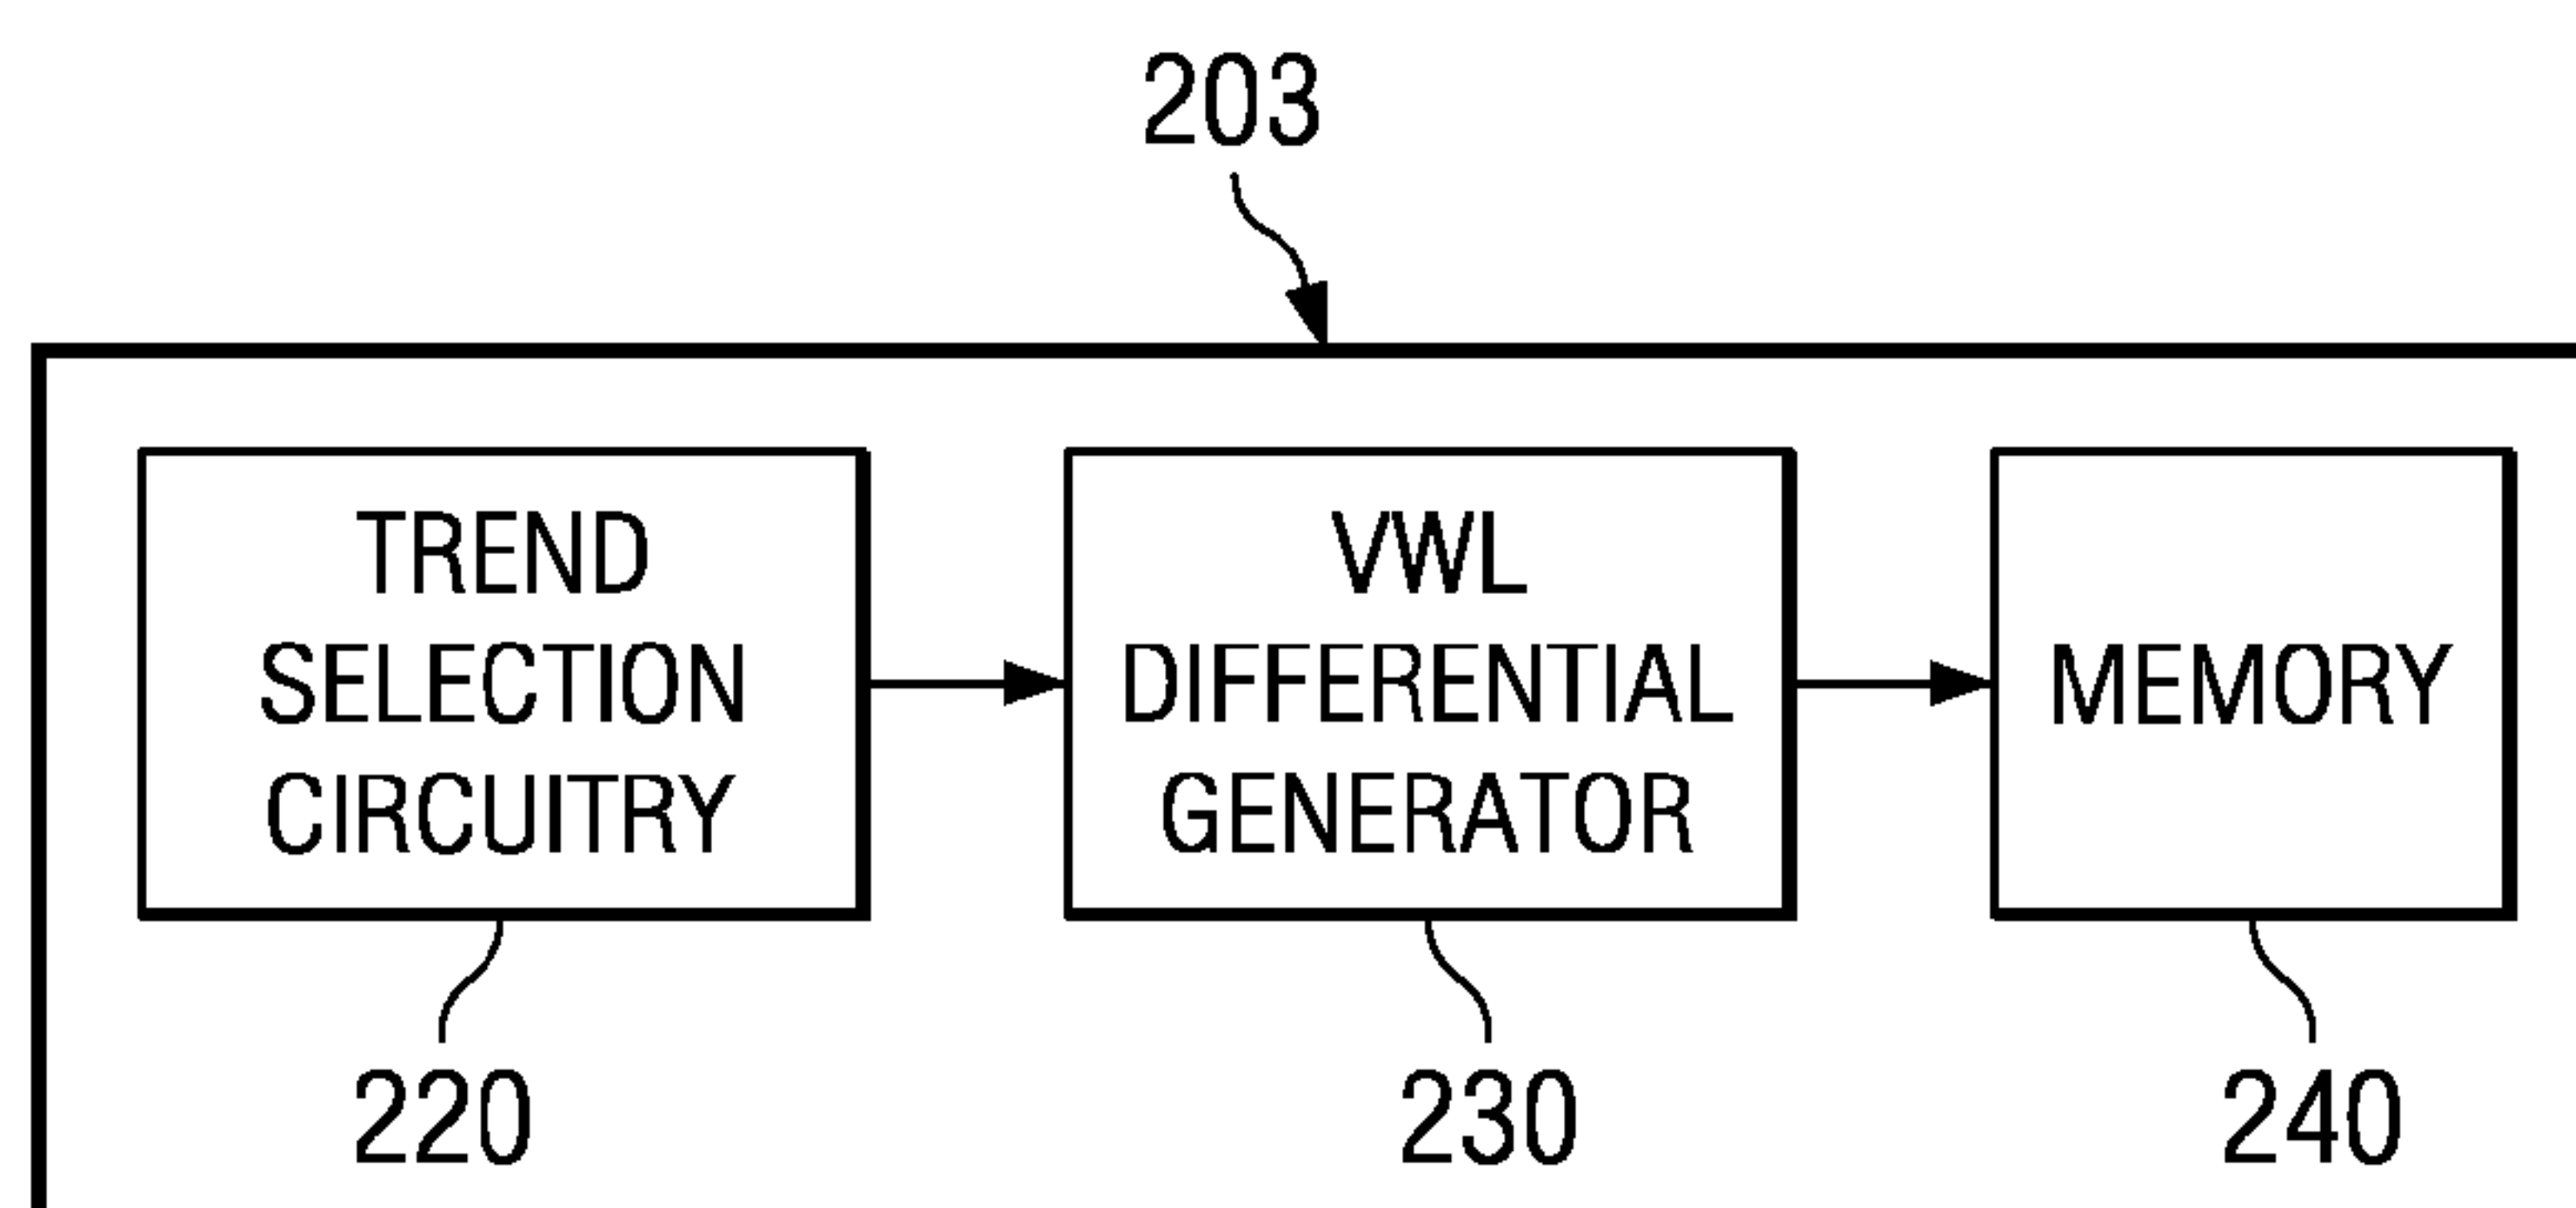 203
TREND
SELECTION
CIRCUITRY
VWL
DIFFERENTIAL
GENERATOR
MEMORY
220
230
240